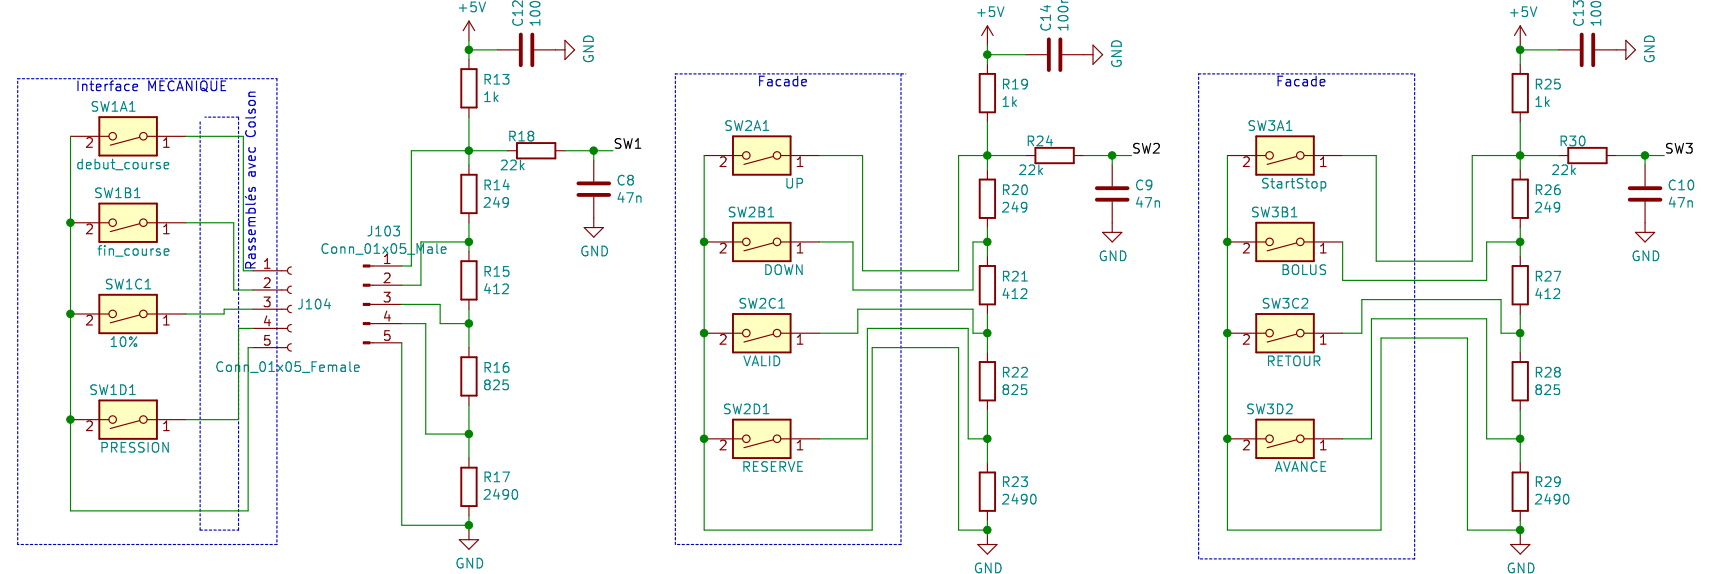 +5V
C12
100
GND
R13
1k
Interface MECANIQUE
Rassemblés avec Colson
SW1A1
2
1
debut_course
SW1B1
2
1
fin_course
SW1C1
2
1
10%
SW1D1
2
1
PRESSION
1
2
3
4
5
J104
Conn_01x05_Female
J103
Conn_01x05_Male
1
2
3
4
5
R18
22k
SW1
C8
47n
GND
R14
249
R15
412
R16
825
R17
2490
GND
+5V
C14
100n
GND
R19
1k
Facade
SW2A1
2
1
UP
SW2B1
2
1
DOWN
SW2C1
2
1
VALID
SW2D1
2
1
RESERVE
R24
22k
SW2
C9
47n
GND
R20
249
R21
412
R22
825
R23
2490
GND
+5V
C13
100
GND
R25
1k
Facade
SW3A1
2
1
StartStop
SW3B1
2
1
BOLUS
SW3C2
2
1
RETOUR
SW3D2
2
1
AVANCE
R30
22k
SW3
C10
47n
GND
R26
249
R27
412
R28
825
R29
2490
GND